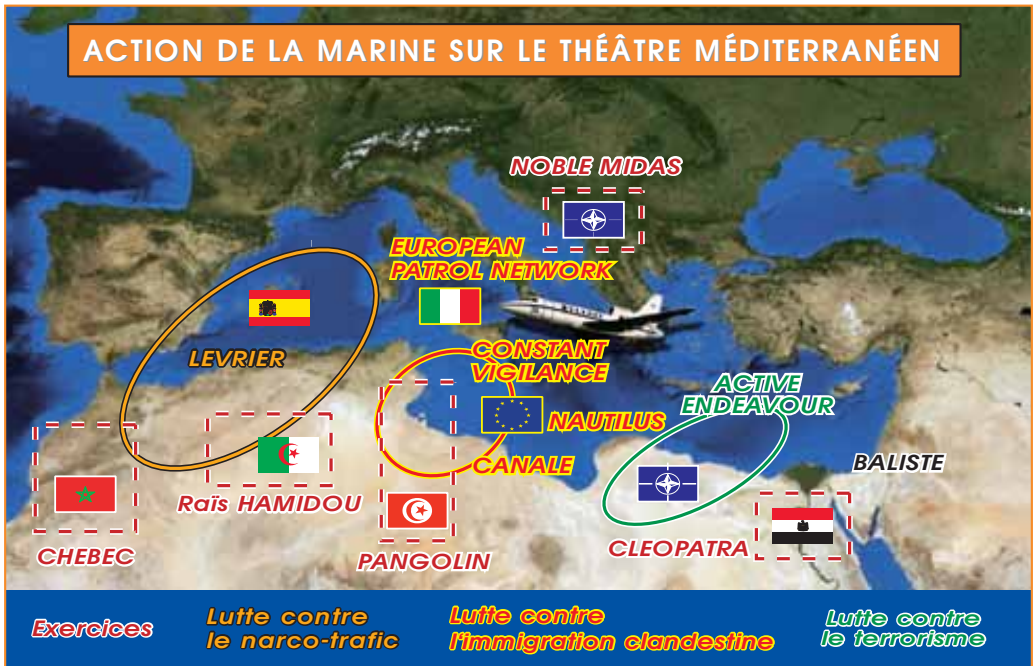 ACTION DE LA MARINE SUR LE THÉÂTRE MÉDITERRANÉEN
NOBLE MIDAS
EUROPEAN
PATROL NETWORK
LEVRIER
CONSTANT
VIGILANCE
ACTIVE
ENDEAVOUR
NAUTILUS
CANALE
BALISTE
Raïs HAMIDOU
CHEBEC
PANGOLIN
CLEOPATRA
Exercices
Lutte contre
le narco-trafic
Lutte contre
l'immigration clandestine
Lutte contre
le terrorisme